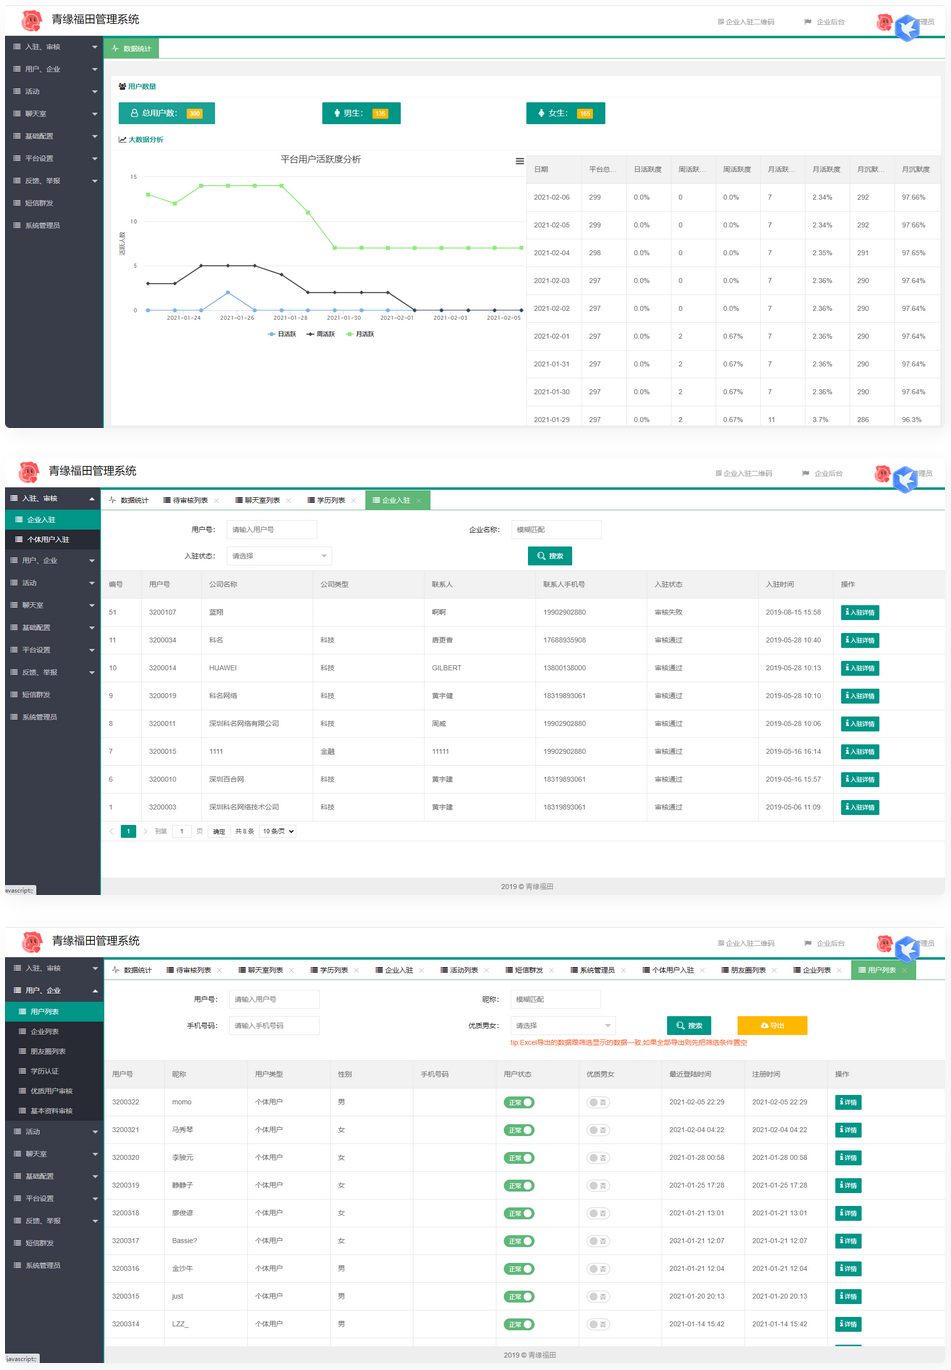 青缘福田管理系统
企业入驻二维码 企业后台 管理员
入驻、审核
用户、企业
活动
聊天室
基础配置
平台设置
反馈、举报
短信群发
系统管理员
数据统计
用户数量
总用户数: 300 男生: 135 女生: 165
大数据分析
平台用户活跃度分析
活跃人数
15
10
5
0
2021-01-24 2021-01-26 2021-01-28 2021-01-30 2021-02-01 2021-02-03 2021-02-05
日活跃 周活跃 月活跃
日期 平台总... 日活跃度 周活跃... 周活跃度 月活跃... 月活跃度 月沉默... 月沉默度
2021-02-06 299 0.0% 0 0.0% 7 2.34% 292 97.66%
2021-02-05 299 0.0% 0 0.0% 7 2.34% 292 97.66%
2021-02-04 298 0.0% 0 0.0% 7 2.35% 291 97.65%
2021-02-03 297 0.0% 0 0.0% 7 2.36% 290 97.64%
2021-02-02 297 0.0% 0 0.0% 7 2.36% 290 97.64%
2021-02-01 297 0.0% 2 0.67% 7 2.36% 290 97.64%
2021-01-31 297 0.0% 2 0.67% 7 2.36% 290 97.64%
2021-01-30 297 0.0% 2 0.67% 7 2.36% 290 97.64%
2021-01-29 297 0.0% 2 0.67% 11 3.7% 286 96.3%
青缘福田管理系统
企业入驻二维码 企业后台 管理员
入驻、审核
企业入驻
个体用户入驻
用户、企业
活动
聊天室
基础配置
平台设置
反馈、举报
短信群发
系统管理员
数据统计 待审核列表 × 聊天室列表 × 学历列表 × 企业入驻 ×
用户号: 请输入用户号 企业名称: 模糊匹配
入驻状态: 请选择 搜索
编号 用户号 公司名称 公司类型 联系人 联系人手机号 入驻状态 入驻时间 操作
51 3200107 蓝翔 啊啊 19902902880 审核失败 2019-08-15 15:58 入驻详情
11 3200034 科名 科技 唐更香 17688935908 审核通过 2019-05-28 10:40 入驻详情
10 3200014 HUAWEI 科技 GILBERT 13800138000 审核通过 2019-05-28 10:13 入驻详情
9 3200019 科名网络 科技 黄宇健 18319893061 审核通过 2019-05-28 10:10 入驻详情
8 3200011 深圳科名网络有限公司 科技 周威 19902902880 审核通过 2019-05-28 10:06 入驻详情
7 3200015 1111 金融 11111 19902902880 审核通过 2019-05-16 16:14 入驻详情
6 3200010 深圳百合网 科技 黄宇建 18319893061 审核通过 2019-05-16 15:57 入驻详情
1 3200003 深圳科名网络技术公司 科技 黄宇建 18319893061 审核通过 2019-05-06 11:09 入驻详情
1 到第 1 页 确定 共 8 条 10 条/页
2019 © 青缘福田
avascript:;
青缘福田管理系统
企业入驻二维码 企业后台 管理员
入驻、审核
用户、企业
用户列表
企业列表
朋友圈列表
学历认证
优质用户审核
基本资料审核
活动
聊天室
基础配置
平台设置
反馈、举报
短信群发
系统管理员
数据统计 待审核列表 × 聊天室列表 × 学历列表 × 企业入驻 × 活动列表 × 短信群发 × 系统管理员 × 个体用户入驻 × 朋友圈列表 × 企业列表 × 用户列表 ×
用户号: 请输入用户号 昵称: 模糊匹配
手机号码: 请输入手机号码 优质男女: 请选择 搜索 导出
tip:Excel导出的数据跟筛选显示的数据一致,如果全部导出则先把筛选条件置空
用户号 昵称 用户类型 性别 手机号码 用户状态 优质男女 最近登陆时间 注册时间 操作
3200322 momo 个体用户 男 正常 否 2021-02-05 22:29 2021-02-05 22:29 详情
3200321 马秀琴 个体用户 女 正常 否 2021-02-04 04:22 2021-02-04 04:22 详情
3200320 李骏元 个体用户 女 正常 否 2021-01-28 00:58 2021-01-28 00:58 详情
3200319 静静子 个体用户 女 正常 否 2021-01-25 17:28 2021-01-25 17:28 详情
3200318 廖俊谊 个体用户 女 正常 否 2021-01-21 13:01 2021-01-21 13:01 详情
3200317 Bassie? 个体用户 女 正常 否 2021-01-21 12:07 2021-01-21 12:07 详情
3200316 金沙牛 个体用户 男 正常 否 2021-01-21 12:04 2021-01-21 12:04 详情
3200315 just 个体用户 男 正常 否 2021-01-20 20:13 2021-01-20 20:13 详情
3200314 LZZ_ 个体用户 男 正常 否 2021-01-14 15:42 2021-01-14 15:42 详情
2019 © 青缘福田
javascript:;